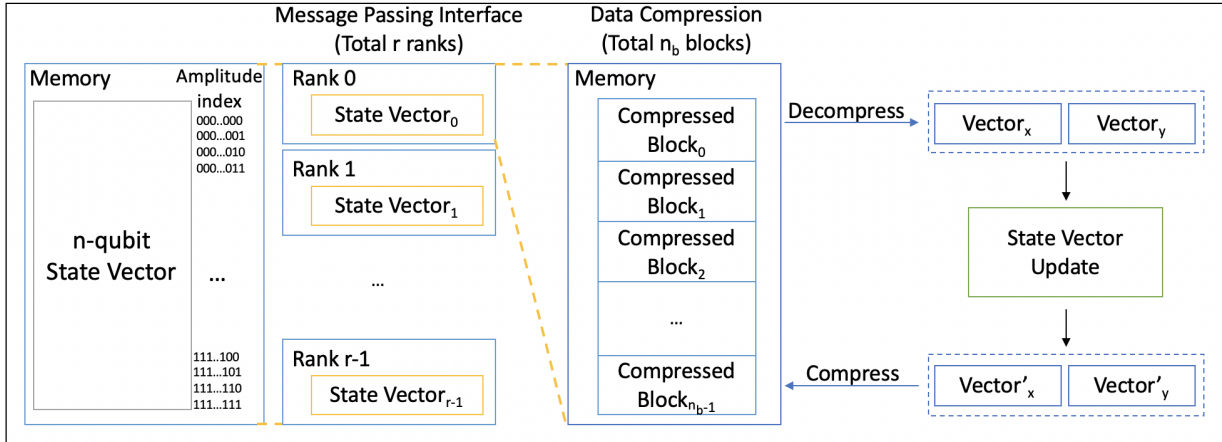 Message Passing Interface
(Total r ranks)
Data Compression
(Total n_b blocks)
Memory
Amplitude
index
000..000
000...001
000...010
000...011
n-qubit
State Vector
...
111...100
111...101
111...110
111...111
Rank 0
State Vector_0
Rank 1
State Vector_1
...
Rank r-1
State Vector_{r-1}
Memory
Compressed
Block_0
Compressed
Block_1
Compressed
Block_2
...
Compressed
Block_{n_b-1}
Decompress
Vector_x
Vector_y
State Vector
Update
Compress
Vector'_x
Vector'_y